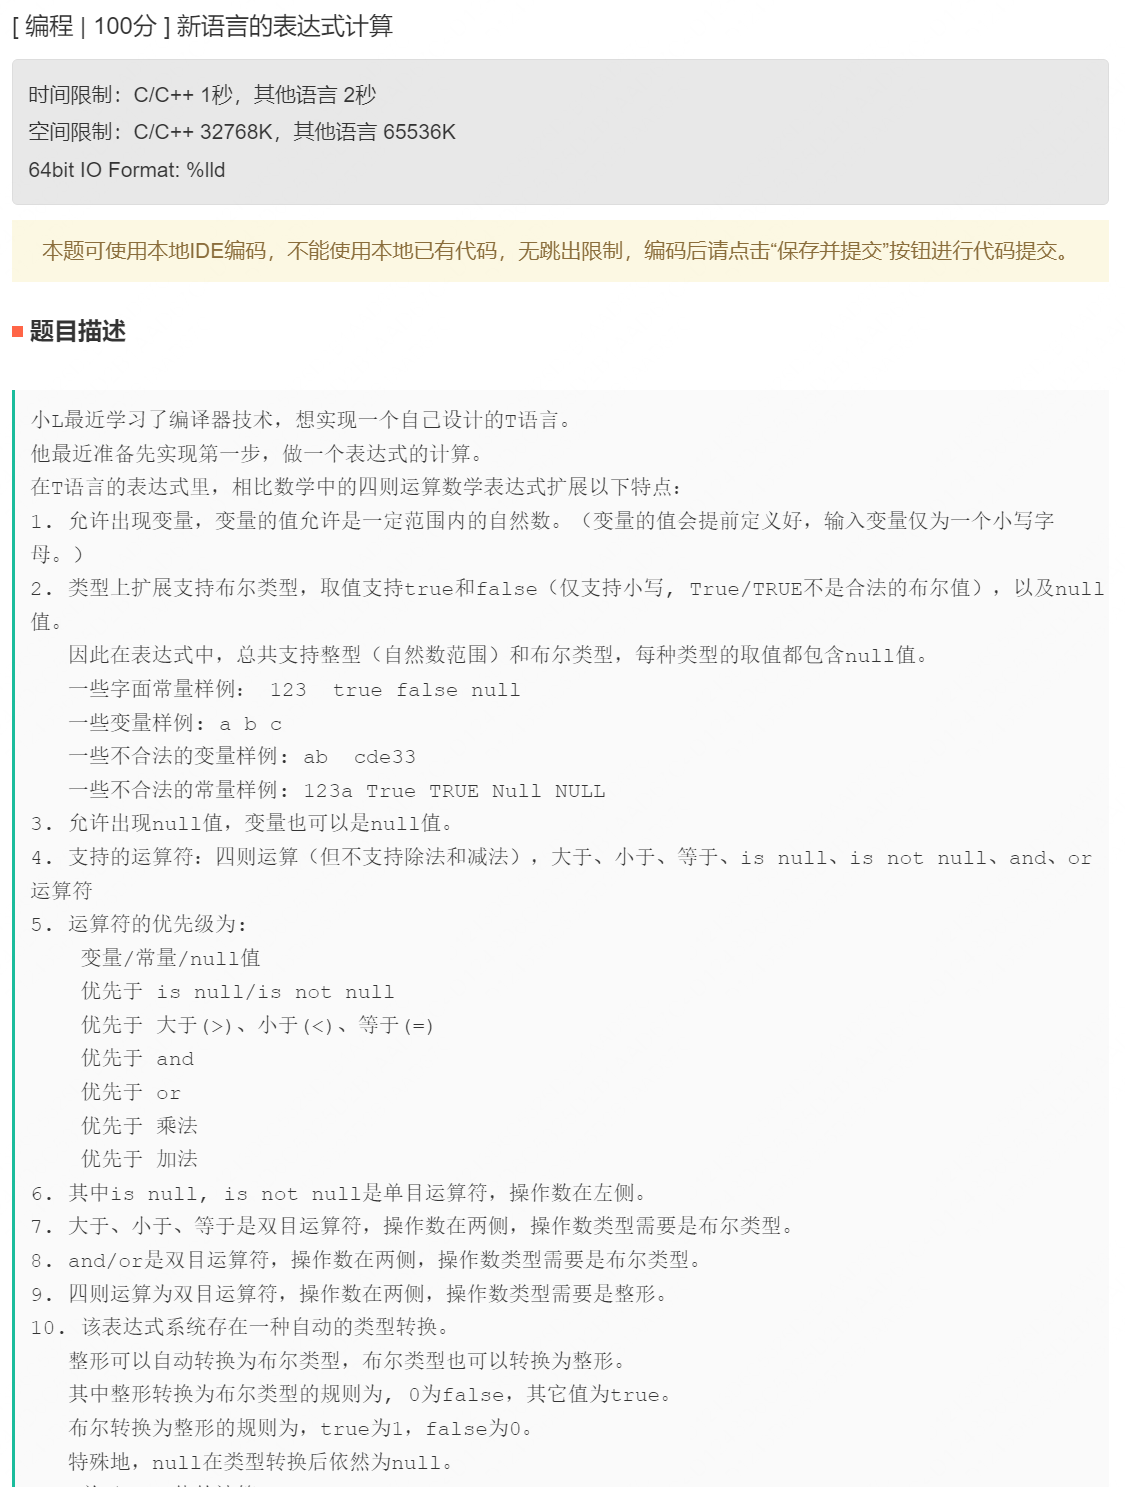 [ 编程 | 100分 ] 新语言的表达式计算
时间限制：C/C++ 1秒，其他语言 2秒
空间限制：C/C++ 32768K，其他语言 65536K
64bit IO Format: %lld
本题可使用本地IDE编码，不能使用本地已有代码，无跳出限制，编码后请点击“保存并提交”按钮进行代码提交。
题目描述
小L最近学习了编译器技术，想实现一个自己设计的T语言。
他最近准备先实现第一步，做一个表达式的计算。
在T语言的表达式里，相比数学中的四则运算数学表达式扩展以下特点：
1. 允许出现变量，变量的值允许是一定范围内的自然数。（变量的值会提前定义好，输入变量仅为一个小写字
母。）
2. 类型上扩展支持布尔类型，取值支持true和false（仅支持小写, True/TRUE不是合法的布尔值），以及null
值。
因此在表达式中，总共支持整型（自然数范围）和布尔类型，每种类型的取值都包含null值。
一些字面常量样例： 123  true false null
一些变量样例：a b c
一些不合法的变量样例：ab  cde33
一些不合法的常量样例：123a True TRUE Null NULL
3. 允许出现null值，变量也可以是null值。
4. 支持的运算符：四则运算（但不支持除法和减法），大于、小于、等于、is null、is not null、and、or
运算符
5. 运算符的优先级为：
变量/常量/null值
优先于 is null/is not null
优先于 大于(>)、小于(<)、等于(=)
优先于 and
优先于 or
优先于 乘法
优先于 加法
6. 其中is null, is not null是单目运算符，操作数在左侧。
7. 大于、小于、等于是双目运算符，操作数在两侧，操作数类型需要是布尔类型。
8. and/or是双目运算符，操作数在两侧，操作数类型需要是布尔类型。
9. 四则运算为双目运算符，操作数在两侧，操作数类型需要是整形。
10. 该表达式系统存在一种自动的类型转换。
整形可以自动转换为布尔类型，布尔类型也可以转换为整形。
其中整形转换为布尔类型的规则为, 0为false，其它值为true。
布尔转换为整形的规则为，true为1，false为0。
特殊地，null在类型转换后依然为null。